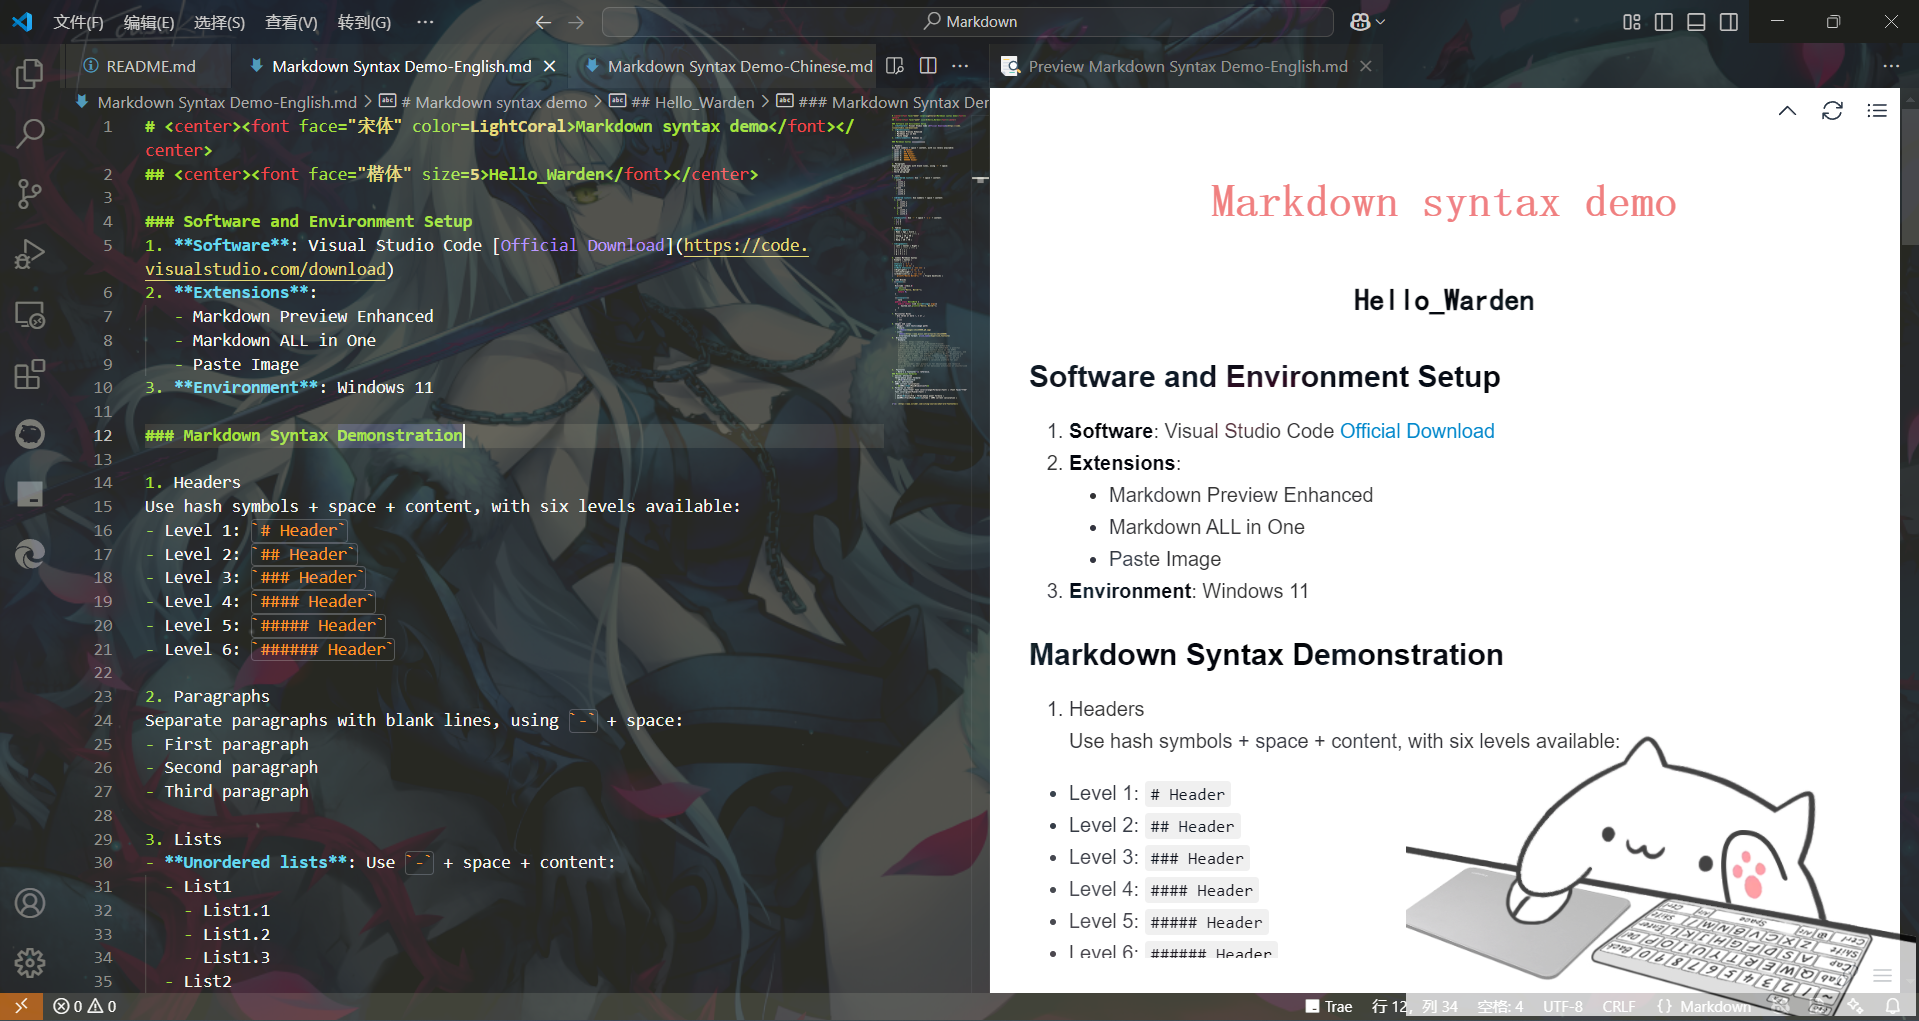 文件(F) 编辑(E) 选择(S) 查看(V) 转到(G) ··· Markdown
README.md Markdown Syntax Demo-English.md Markdown Syntax Demo-Chinese.md
Preview Markdown Syntax Demo-English.md
Markdown Syntax Demo-English.md > # Markdown syntax demo > ## Hello_Warden > ### Markdown Syntax Der
1 # <center><font face="宋体" color=LightCoral>Markdown syntax demo</font></
center>
2 ## <center><font face="楷体" size=5>Hello_Warden</font></center>
3
4 ### Software and Environment Setup
5 1. **Software**: Visual Studio Code [Official Download](https://code.
visualstudio.com/download)
6 2. **Extensions**:
7 - Markdown Preview Enhanced
8 - Markdown ALL in One
9 - Paste Image
10 3. **Environment**: Windows 11
11
12 ### Markdown Syntax Demonstration
13
14 1. Headers
15 Use hash symbols + space + content, with six levels available:
16 - Level 1: `# Header`
17 - Level 2: `## Header`
18 - Level 3: `### Header`
19 - Level 4: `#### Header`
20 - Level 5: `##### Header`
21 - Level 6: `###### Header`
22
23 2. Paragraphs
24 Separate paragraphs with blank lines, using `-` + space:
25 - First paragraph
26 - Second paragraph
27 - Third paragraph
28
29 3. Lists
30 - **Unordered lists**: Use `-` + space + content:
31 - List1
32 - List1.1
33 - List1.2
34 - List1.3
35 - List2
Markdown syntax demo
Hello_Warden
Software and Environment Setup
1. Software: Visual Studio Code Official Download
2. Extensions:
• Markdown Preview Enhanced
• Markdown ALL in One
• Paste Image
3. Environment: Windows 11
Markdown Syntax Demonstration
1. Headers
Use hash symbols + space + content, with six levels available:
• Level 1: # Header
• Level 2: ## Header
• Level 3: ### Header
• Level 4: #### Header
• Level 5: ##### Header
• Level 6: ###### Header
0 0 Trae 行 12, 列 34 空格: 4 UTF-8 CRLF {} Markdown